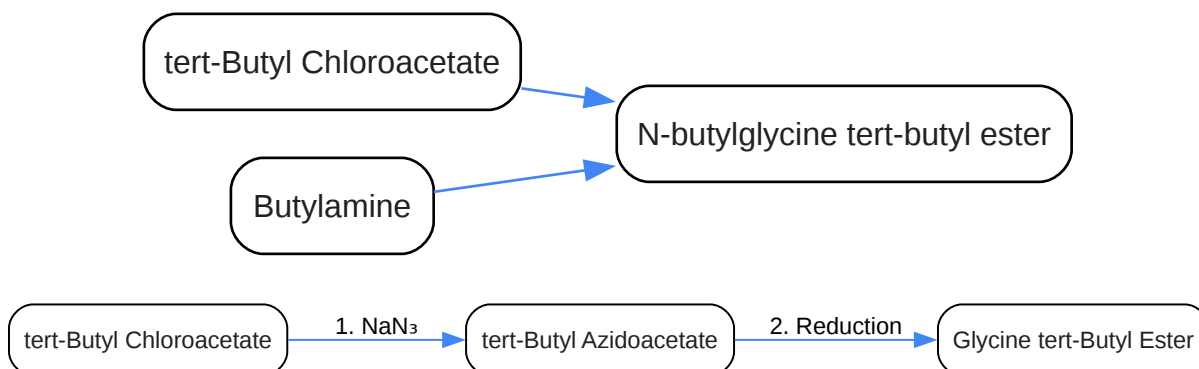 tert-Butyl Chloroacetate
N-butylglycine tert-butyl ester
Butylamine
tert-Butyl Chloroacetate
1. NaN₃
tert-Butyl Azidoacetate
2. Reduction
Glycine tert-Butyl Ester